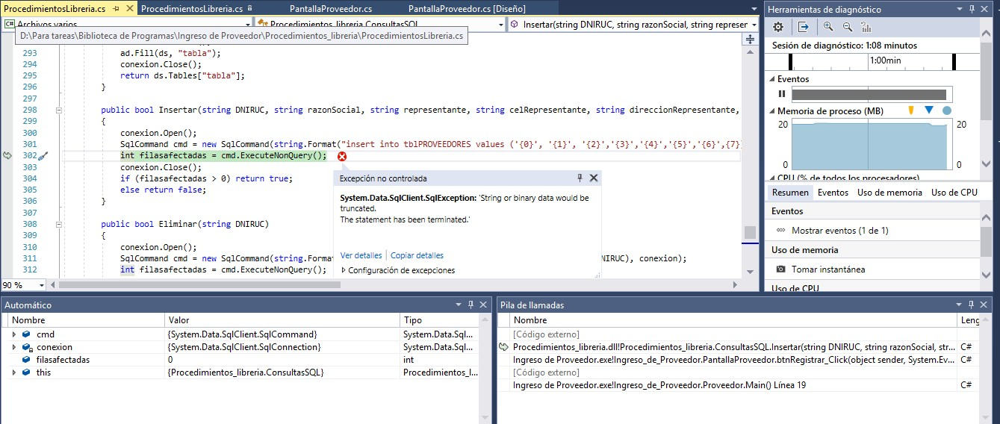 ProcedimientosLibreria.cs
ProcedimientosLibreria.cs
PantallaProveedor.cs
PantallaProveedor.cs [Diseño]
C# Archivos varios
Procedimientos_libreria.ConsultasSQL
Insertar(string DNIRUC, string razonSocial, string represer
D:\Para tareas\Biblioteca de Programas\Ingreso de Proveedor\Procedimientos_libreria\ProcedimientosLibreria.cs
293 ad.Fill(ds, "tabla");
294 conexion.Close();
295 return ds.Tables["tabla"];
296 }
297
298 public bool Insertar(string DNIRUC, string razonSocial, string representante, string celRepresentante, string direccionRepresentante,
299 {
300 conexion.Open();
301 SqlCommand cmd = new SqlCommand(string.Format("insert into tblPROVEEDORES values ('{0}', '{1}', '{2}','{3}','{4}','{5}','{6}',{7}
302 int filasafectadas = cmd.ExecuteNonQuery();
303 conexion.Close();
304 if (filasafectadas > 0) return true;
305 else return false;
306 }
307
308 public bool Eliminar(string DNIRUC)
309 {
310 conexion.Open();
311 SqlCommand cmd = new SqlCommand(string.Format NIRUC), conexion);
312 int filasafectadas = cmd.ExecuteNonQuery();
Excepción no controlada
System.Data.SqlClient.SqlException: 'String or binary data would be
truncated.
The statement has been terminated.'
Ver detalles | Copiar detalles
Configuración de excepciones
90 %
Herramientas de diagnóstico
Sesión de diagnóstico: 1:08 minutos
1:00min
Eventos
Memoria de proceso (MB)
20 20
0 0
CPU (% de todos los procesadores)
Resumen Eventos Uso de memoria Uso de CPU
Eventos
Mostrar eventos (1 de 1)
Uso de memoria
Tomar instantánea
Uso de CPU
Automático
Nombre Valor Tipo
cmd {System.Data.SqlClient.SqlCommand} System.Data.Sql...
conexion {System.Data.SqlClient.SqlConnection} System.Data.Sql...
filasafectadas 0 int
this {Procedimientos_libreria.ConsultasSQL} Procedimientos_l...
Pila de llamadas
Nombre Leng
[Código externo]
Procedimientos_libreria.dll!Procedimientos_libreria.ConsultasSQL.Insertar(string DNIRUC, string razonSocial, str... C#
Ingreso de Proveedor.exe!Ingreso_de_Proveedor.PantallaProveedor.btnRegistrar_Click(object sender, System.Ev... C#
[Código externo]
Ingreso de Proveedor.exe!Ingreso_de_Proveedor.Proveedor.Main() Línea 19 C#